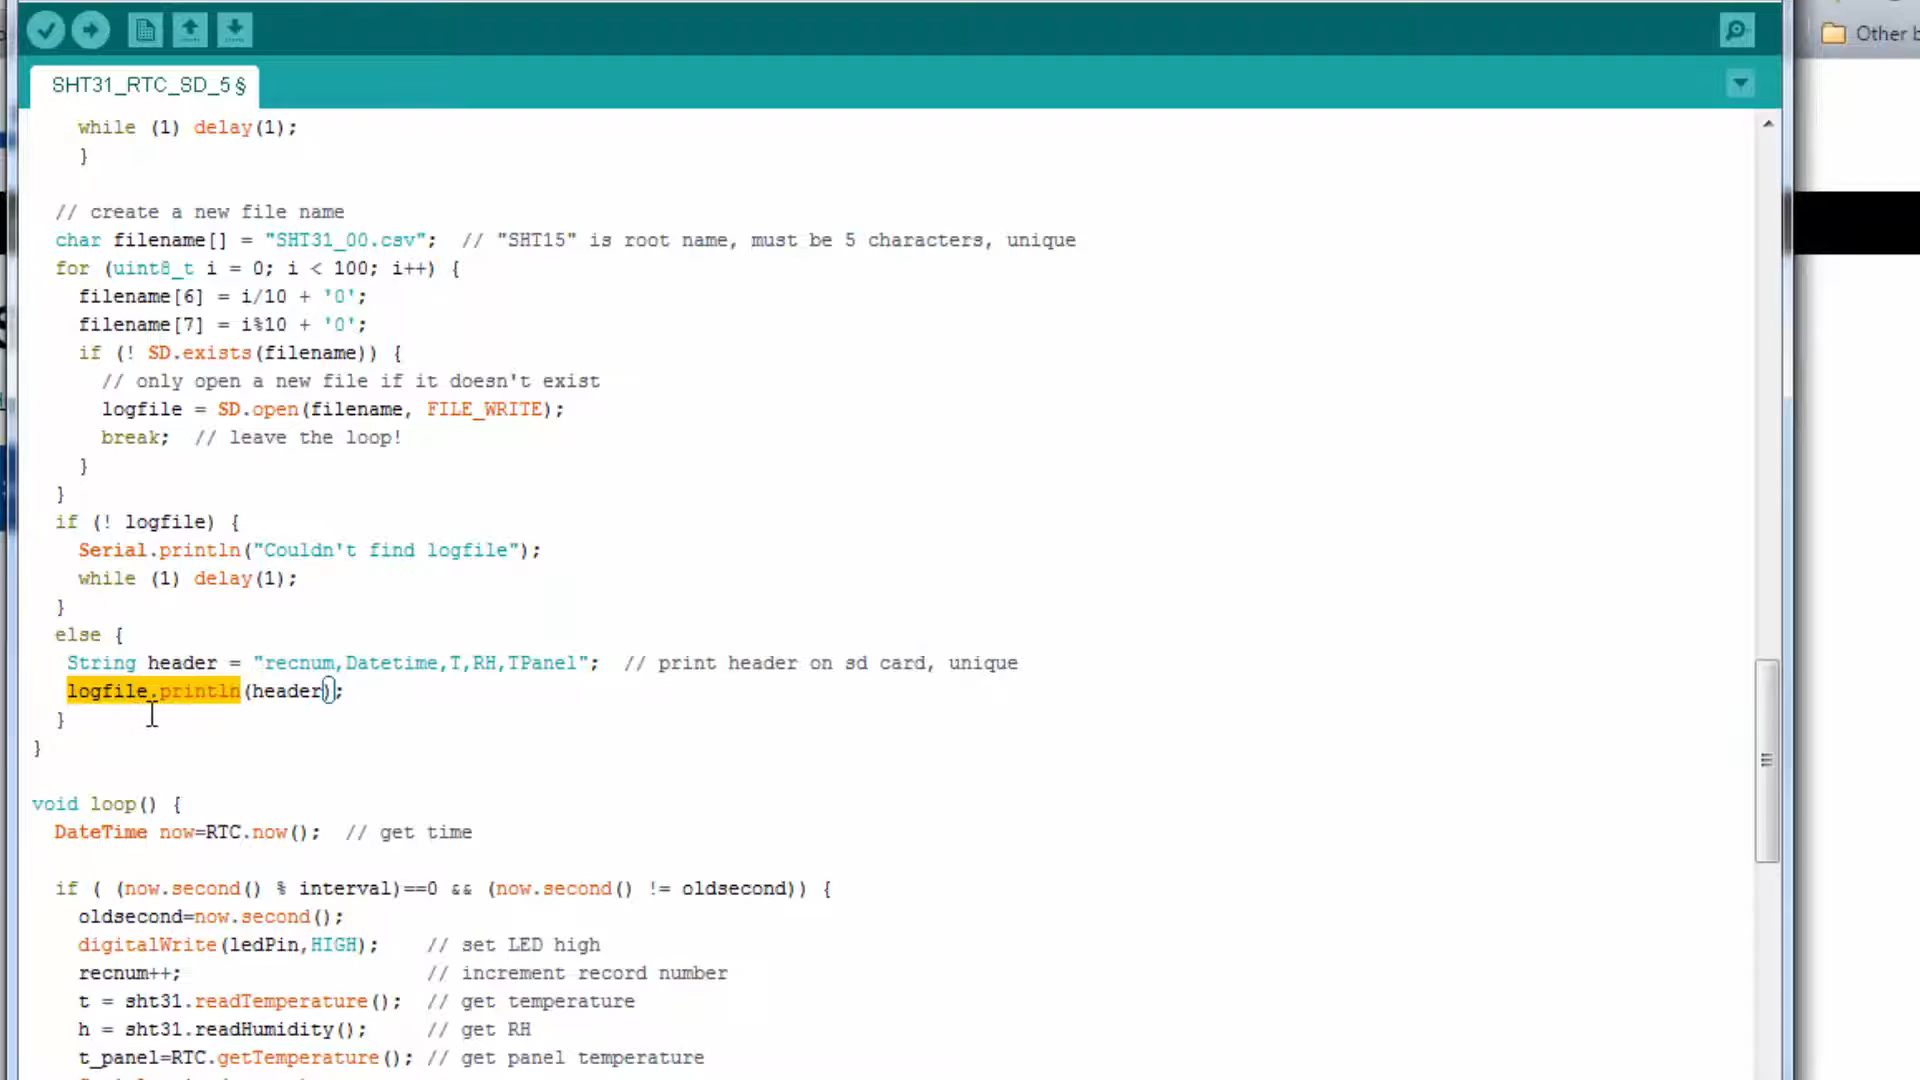 Other b
SHT31_RTC_SD_5 §
while (1) delay(1);
}
// create a new file name
char filename[] = "SHT31_00.csv";  // "SHT15" is root name, must be 5 characters, unique
for (uint8_t i = 0; i < 100; i++) {
filename[6] = i/10 + '0';
filename[7] = i%10 + '0';
if (! SD.exists(filename)) {
// only open a new file if it doesn't exist
logfile = SD.open(filename, FILE_WRITE);
break;  // leave the loop!
}
}
if (! logfile) {
Serial.println("Couldn't find logfile");
while (1) delay(1);
}
else {
String header = "recnum,Datetime,T,RH,TPanel";  // print header on sd card, unique
logfile.println(header);
}
}
void loop() {
DateTime now=RTC.now();  // get time
if ( (now.second() % interval)==0 && (now.second() != oldsecond)) {
oldsecond=now.second();
digitalWrite(ledPin,HIGH);    // set LED high
recnum++;                     // increment record number
t = sht31.readTemperature();  // get temperature
h = sht31.readHumidity();     // get RH
t_panel=RTC.getTemperature(); // get panel temperature